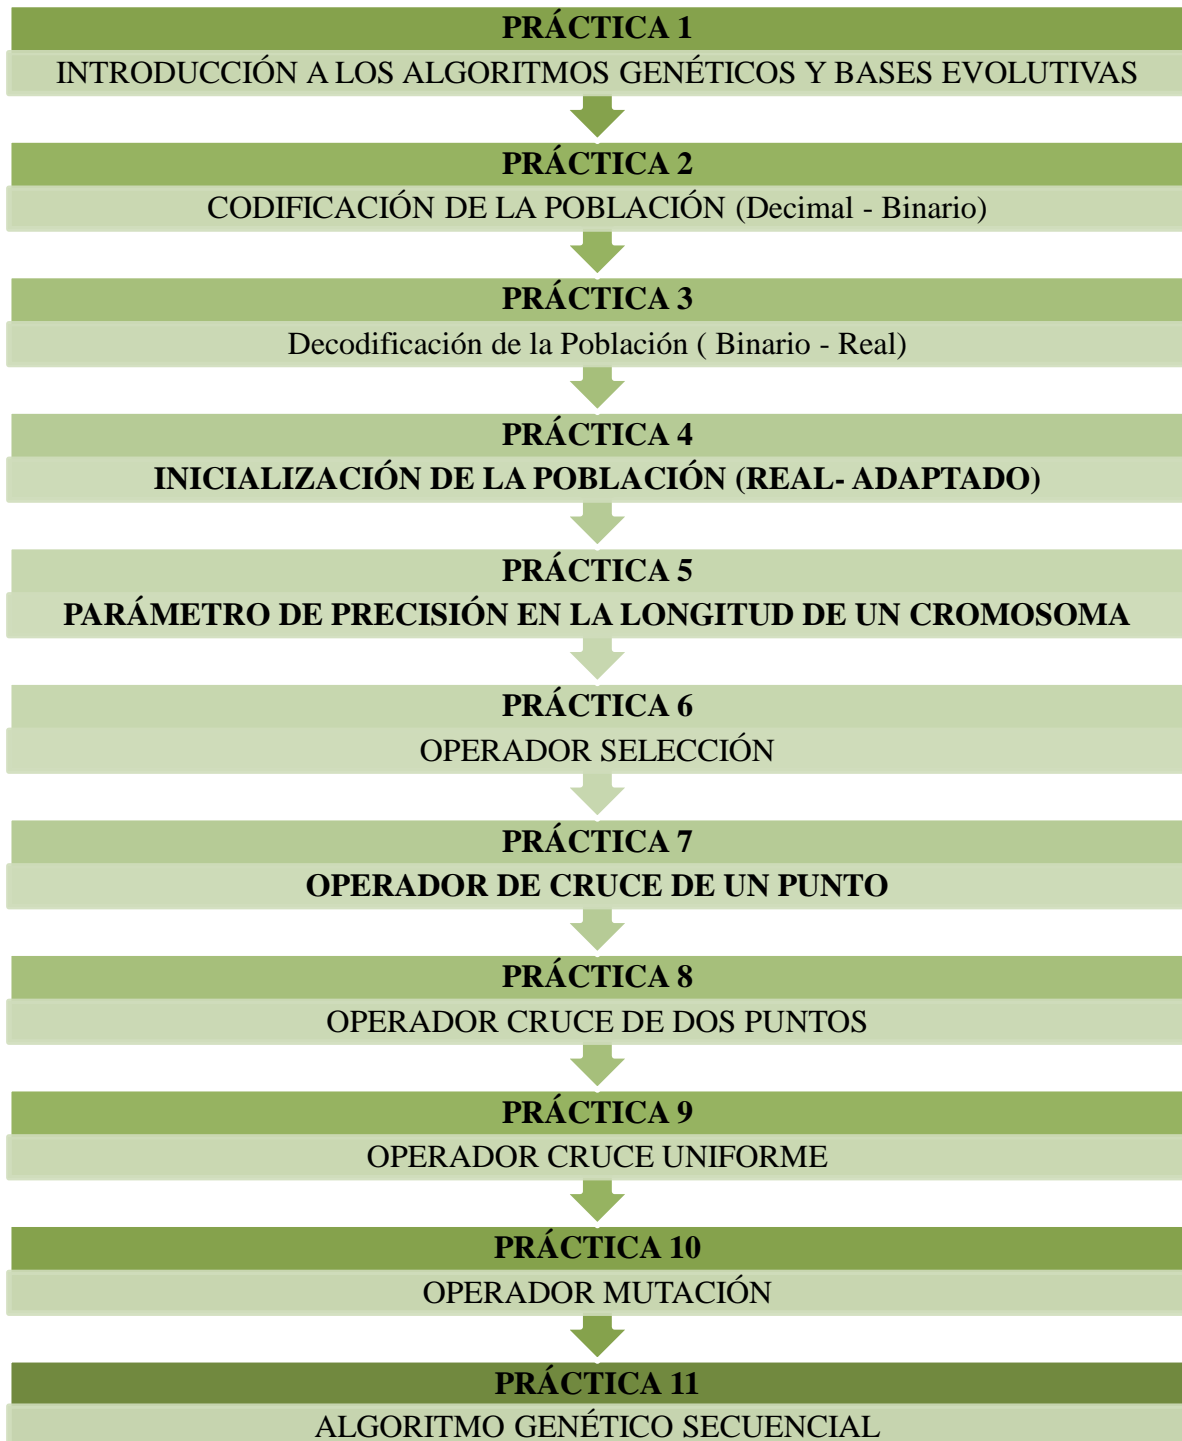 PRÁCTICA 1
INTRODUCCIÓN A LOS ALGORITMOS GENÉTICOS Y BASES EVOLUTIVAS
PRÁCTICA 2
CODIFICACIÓN DE LA POBLACIÓN (Decimal - Binario)
PRÁCTICA 3
Decodificación de la Población ( Binario - Real)
PRÁCTICA 4
INICIALIZACIÓN DE LA POBLACIÓN (REAL- ADAPTADO)
PRÁCTICA 5
PARÁMETRO DE PRECISIÓN EN LA LONGITUD DE UN CROMOSOMA
PRÁCTICA 6
OPERADOR SELECCIÓN
PRÁCTICA 7
OPERADOR DE CRUCE DE UN PUNTO
PRÁCTICA 8
OPERADOR CRUCE DE DOS PUNTOS
PRÁCTICA 9
OPERADOR CRUCE UNIFORME
PRÁCTICA 10
OPERADOR MUTACIÓN
PRÁCTICA 11
ALGORITMO GENÉTICO SECUENCIAL